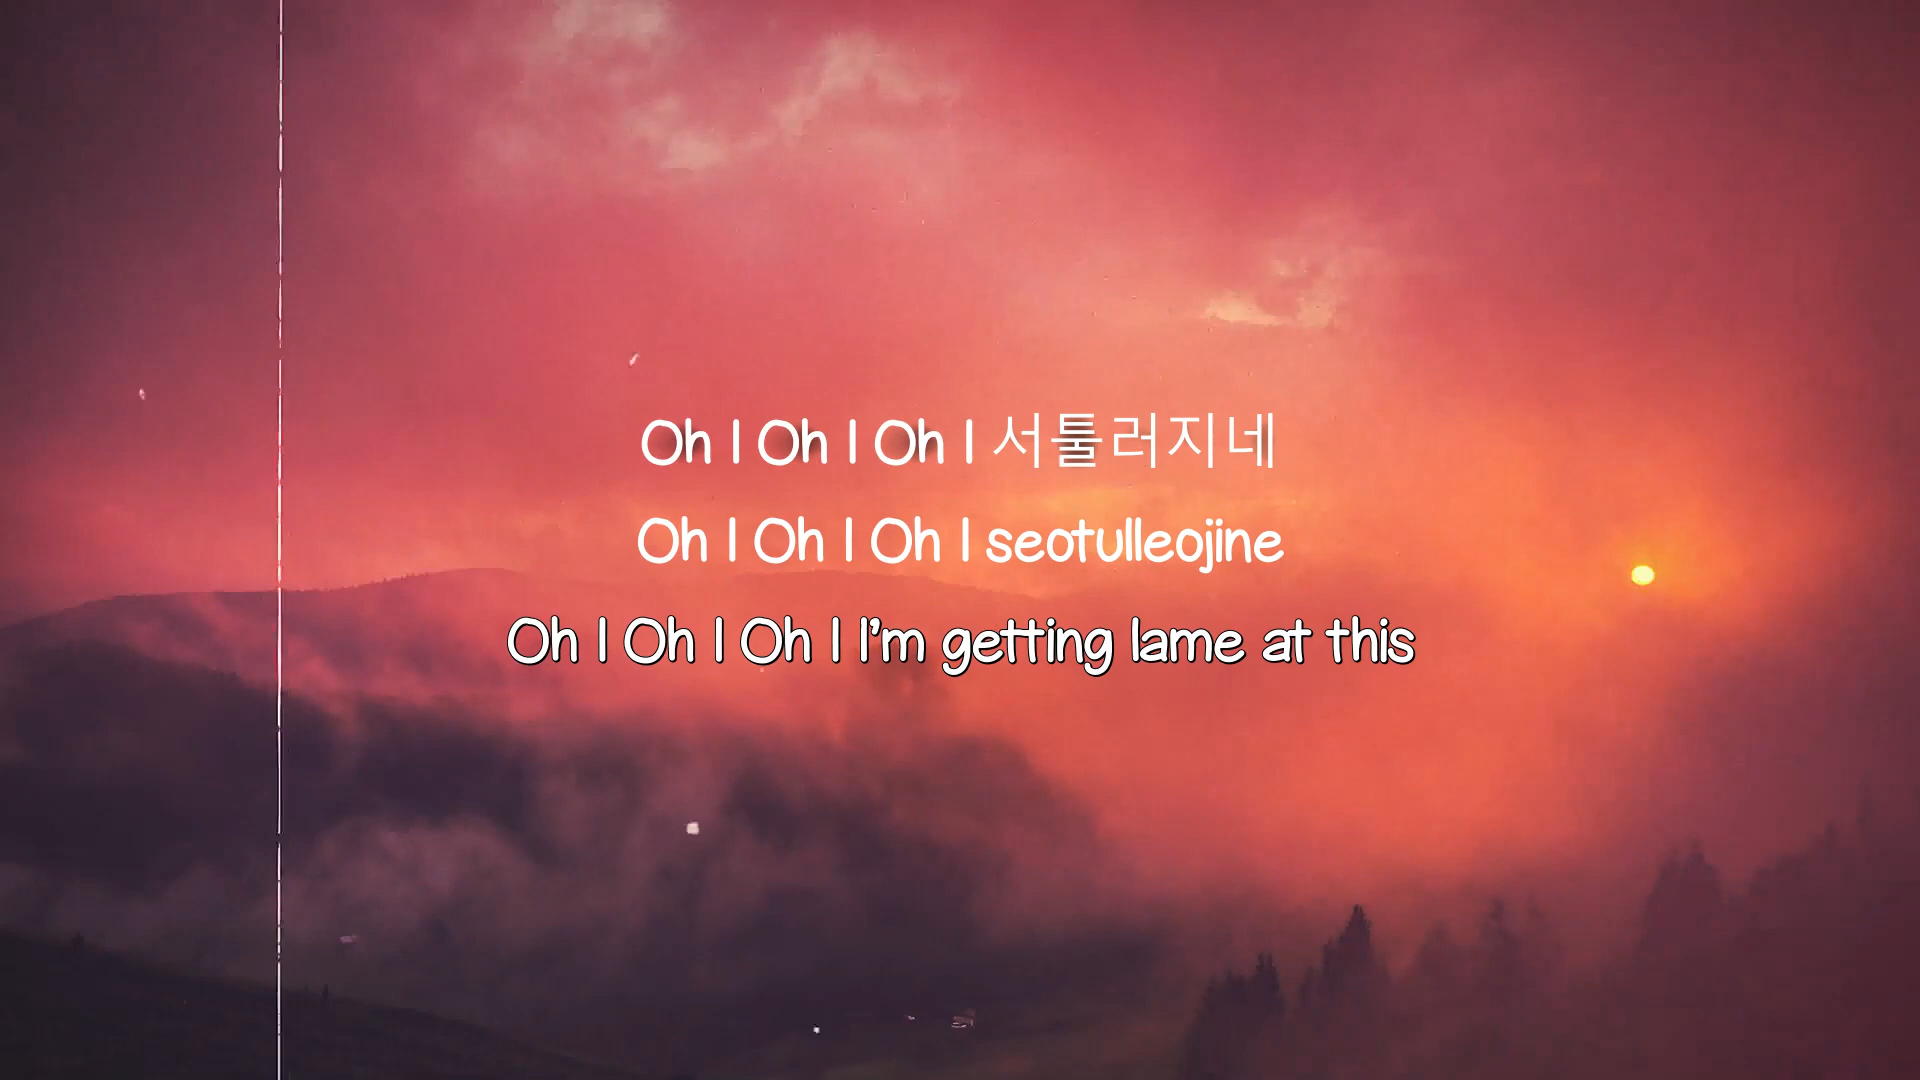 Oh I Oh I Oh I 서툴러지네
Oh I Oh I Oh I seotulleojine
Oh I Oh I Oh I I'm getting lame at this